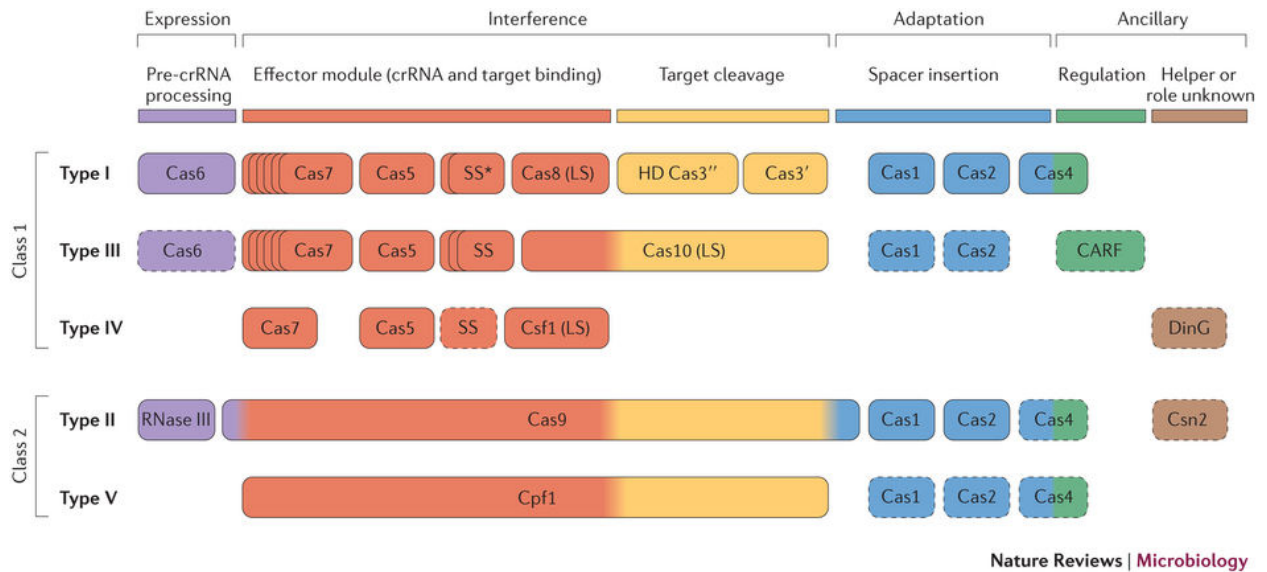 Expression Interference Adaptation Ancillary
Pre-crRNA processing Effector module (crRNA and target binding) Target cleavage Spacer insertion Regulation Helper or role unknown
Class 1
Type I Cas6 Cas7 Cas5 SS* Cas8 (LS) HD Cas3′′ Cas3′ Cas1 Cas2 Cas4
Type III Cas6 Cas7 Cas5 SS Cas10 (LS) Cas1 Cas2 CARF
Type IV Cas7 Cas5 SS Csf1 (LS) DinG
Class 2
Type II RNase III Cas9 Cas1 Cas2 Cas4 Csn2
Type V Cpf1 Cas1 Cas2 Cas4
Nature Reviews | Microbiology